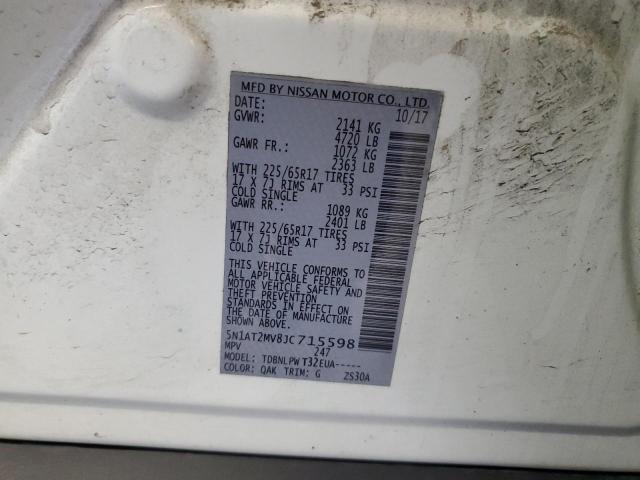 MFD BY NISSAN MOTOR CO., LTD.
DATE: 10/17
GVWR: 2141 KG
4720 LB
GAWR FR.: 1072 KG
2363 LB
WITH 225/65R17 TIRES
17 X 7J RIMS AT 33 PSI
COLD SINGLE
GAWR RR.: 1089 KG
2401 LB
WITH 225/65R17 TIRES
17 X 7J RIMS AT 33 PSI
COLD SINGLE
THIS VEHICLE CONFORMS TO
ALL APPLICABLE FEDERAL
MOTOR VEHICLE SAFETY AND
THEFT PREVENTION
STANDARDS IN EFFECT ON
THE DATE OF MANUFACTURE
SHOWN ABOVE.
5N1AT2MV8JC715598
MPV 247
MODEL: TDBNLPW T32EUA-----
COLOR: QAK TRIM: G 2S30A